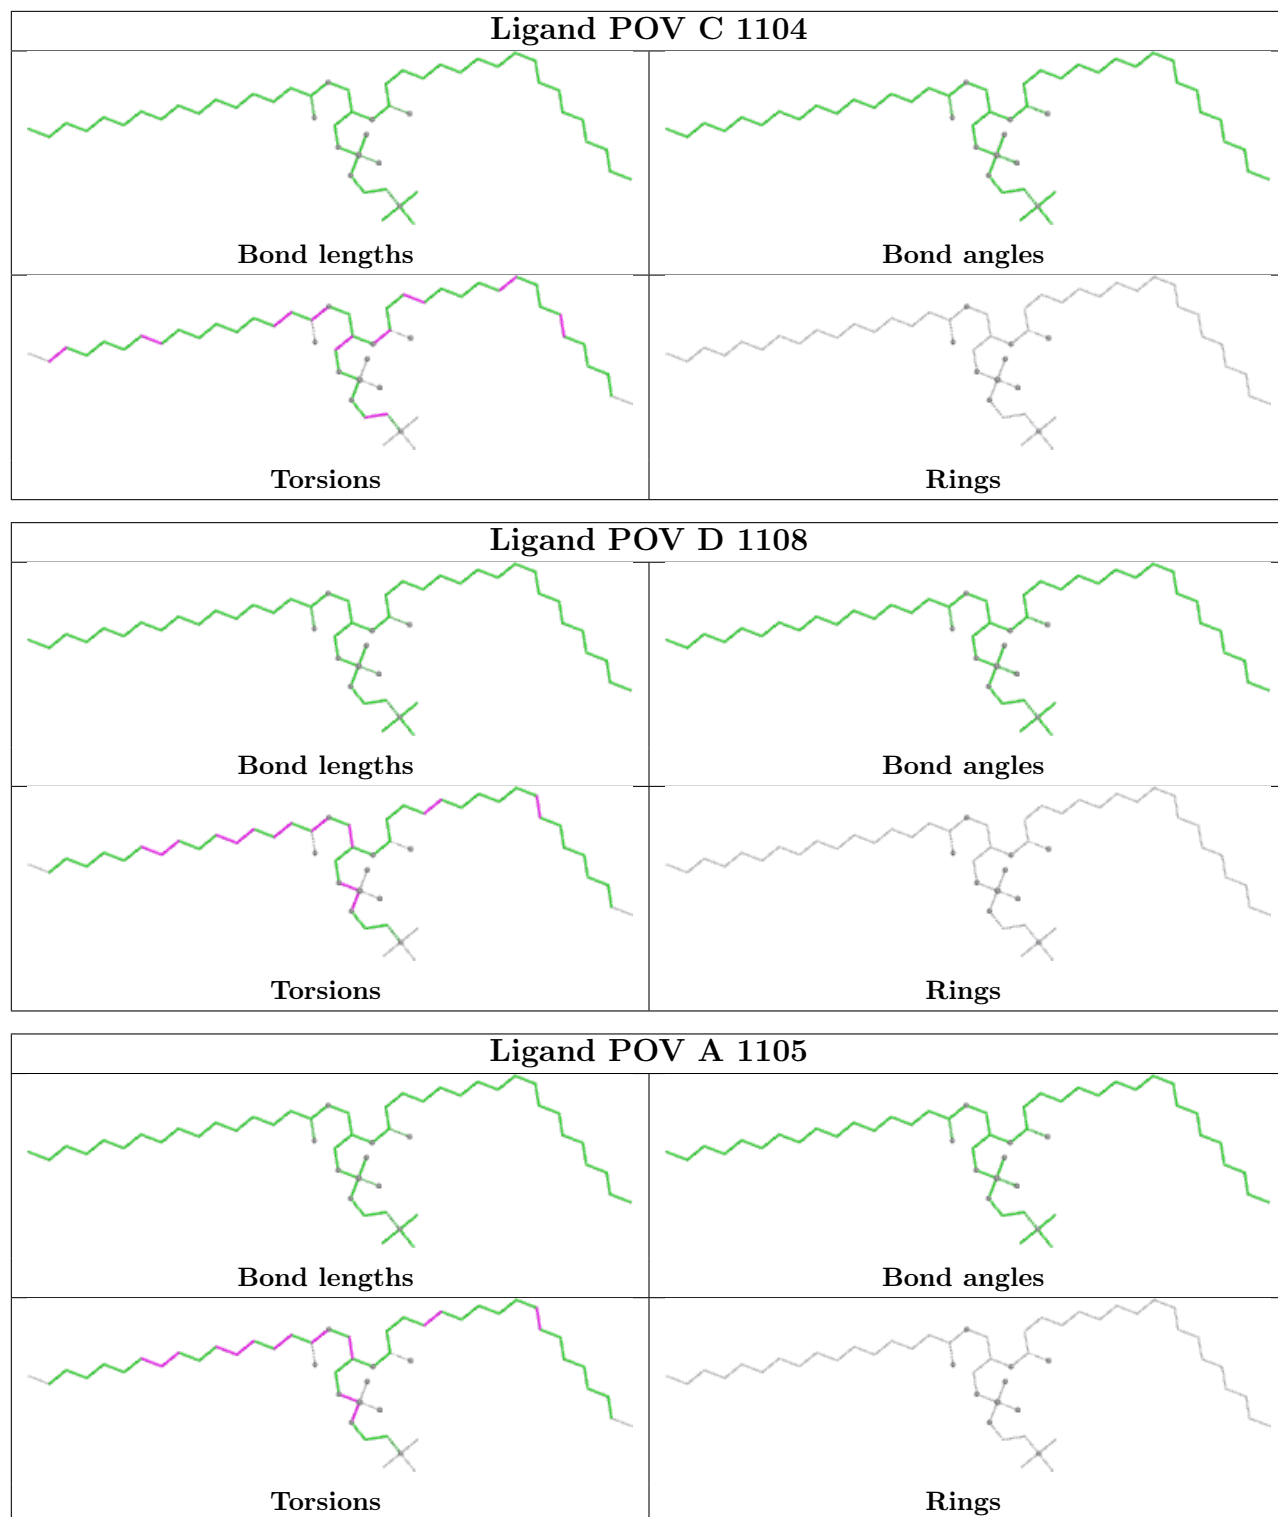 Ligand POV C 1104
Bond lengths
Bond angles
Torsions
Rings
Ligand POV D 1108
Bond lengths
Bond angles
Torsions
Rings
Ligand POV A 1105
Bond lengths
Bond angles
Torsions
Rings